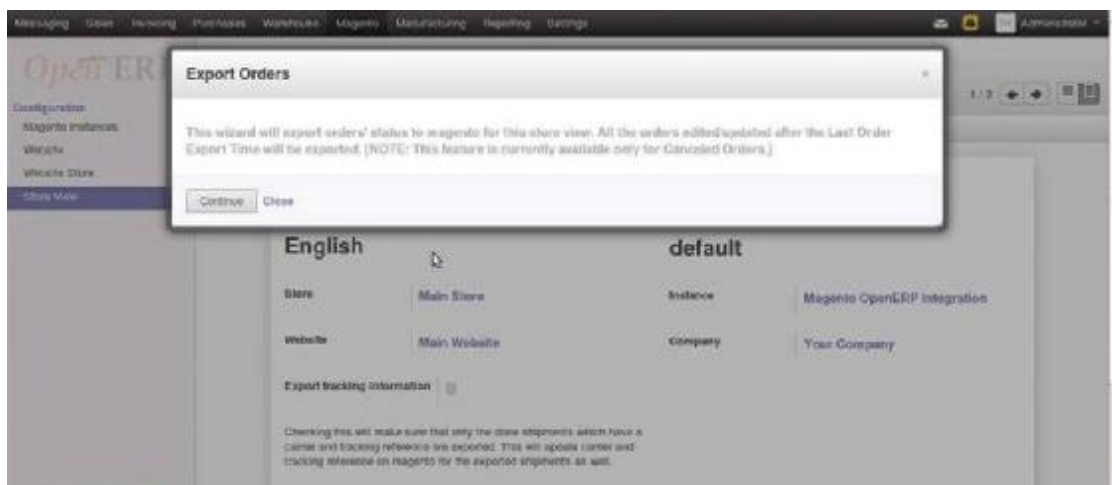 Messaging Sales Invoicing Purchases Warehouse Magento Manufacturing Reporting Settings Administrator
Open ER
Export Orders ×
1 / 3
Configuration
Magento Instances
Website
Website Store
Store View
This wizard will export orders' status to magento for this store view. All the orders edited/updated after the Last Order
Export Time will be exported. [NOTE: This feature is currently available only for Canceled Orders.]
Continue Close
English default
Store Main Store Instance Magento OpenERP Integration
Website Main Website Company Your Company
Export tracking information
Checking this will make sure that only the done shipments which have a
carrier and tracking reference are exported. This will update carrier and
tracking reference on magento for the exported shipments as well.